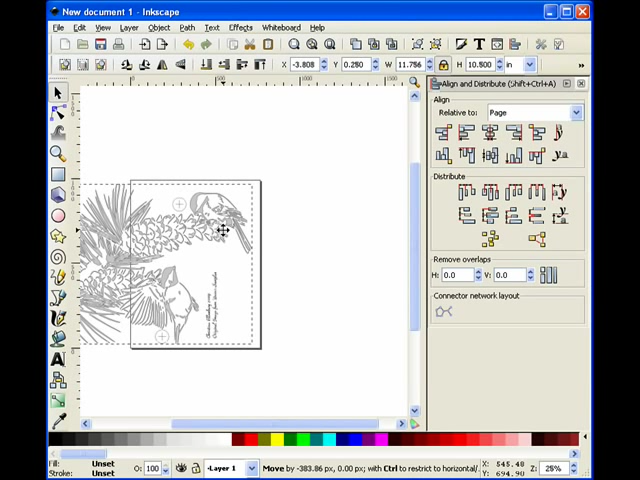 New document 1 - Inkscape
File Edit View Layer Object Path Text Effects Whiteboard Help
X -3.808 Y 0.250 W 11.756 H 10.500 in
Align and Distribute (Shift+Ctrl+A)
Align
Relative to: Page
Distribute
Remove overlaps
H: 0.0 V: 0.0
Connector network layout
Fill: Unset
Stroke: Unset
O: 100
Layer 1
Move by -383.86 px, 0.00 px; with Ctrl to restrict to horizontal/
X: 545.48
Y: 694.90
Z: 25%